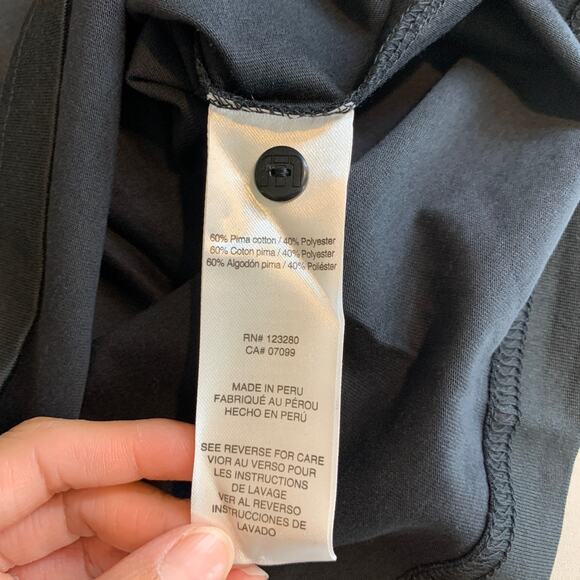 60% Pima cotton / 40% Polyester
60% Coton pima / 40% Polyester
60% Algodón pima / 40% Poliéster
RN# 123280
CA# 07099
MADE IN PERU
FABRIQUÉ AU PÉROU
HECHO EN PERÚ
SEE REVERSE FOR CARE
VIOR AU VERSO POUR
LES INSTRUCTIONS
DE LAVAGE
VER AL REVERSO
INSTRUCCIONES DE
LAVADO